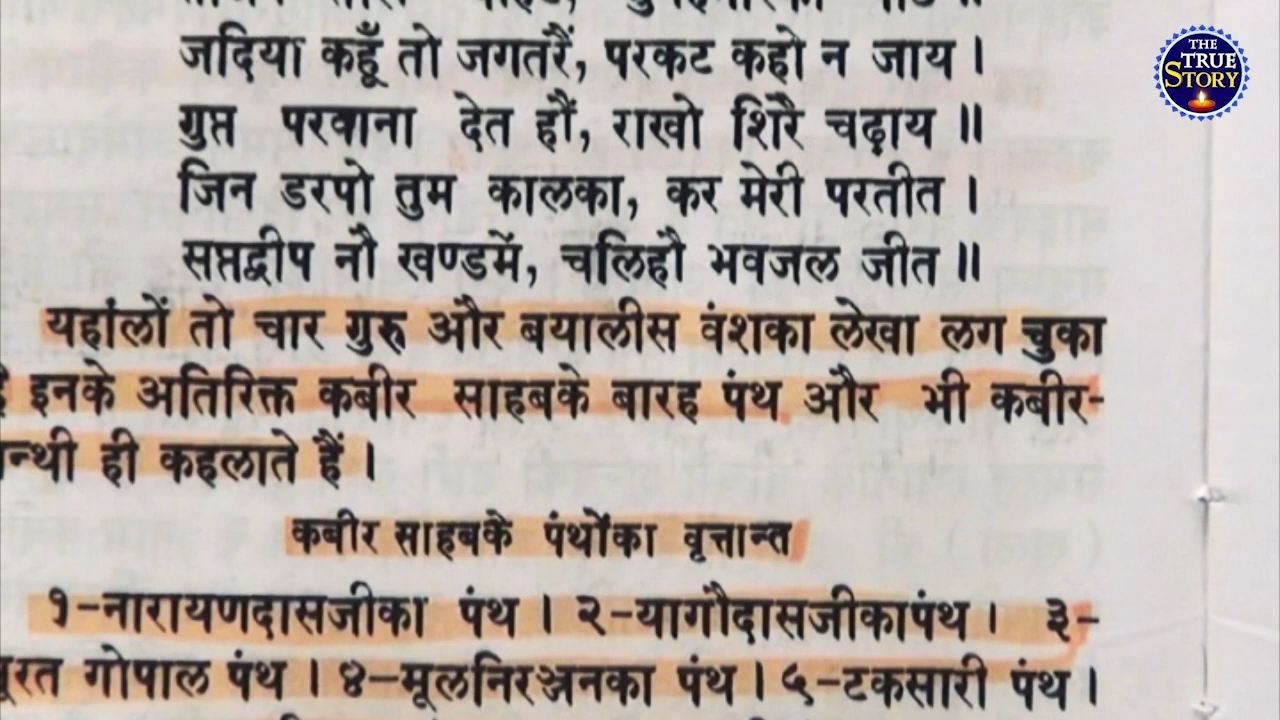 THE
TRUE
STORY
जदिया कहूँ तो जगतरैं, परकट कहो न जाय ।
गुप्त परवाना देत हौं, राखो शिरै चढ़ाय ॥
जिन डरपो तुम कालका, कर मेरी परतीत ।
सप्तद्वीप नौ खण्डमें, चलिहौ भवजल जीत ॥
यहांलों तो चार गुरु और बयालीस वंशका लेखा लग चुका
है इनके अतिरिक्त कबीर साहबके बारह पंथ और भी कबीर-
न्थी ही कहलाते हैं ।
कबीर साहबके पंथोंका वृत्तान्त
१-नारायणदासजीका पंथ । २-यागौदासजीकापंथ । ३-
रत गोपाल पंथ । ४-मूलनिरञ्जनका पंथ । ५-टकसारी पंथ ।